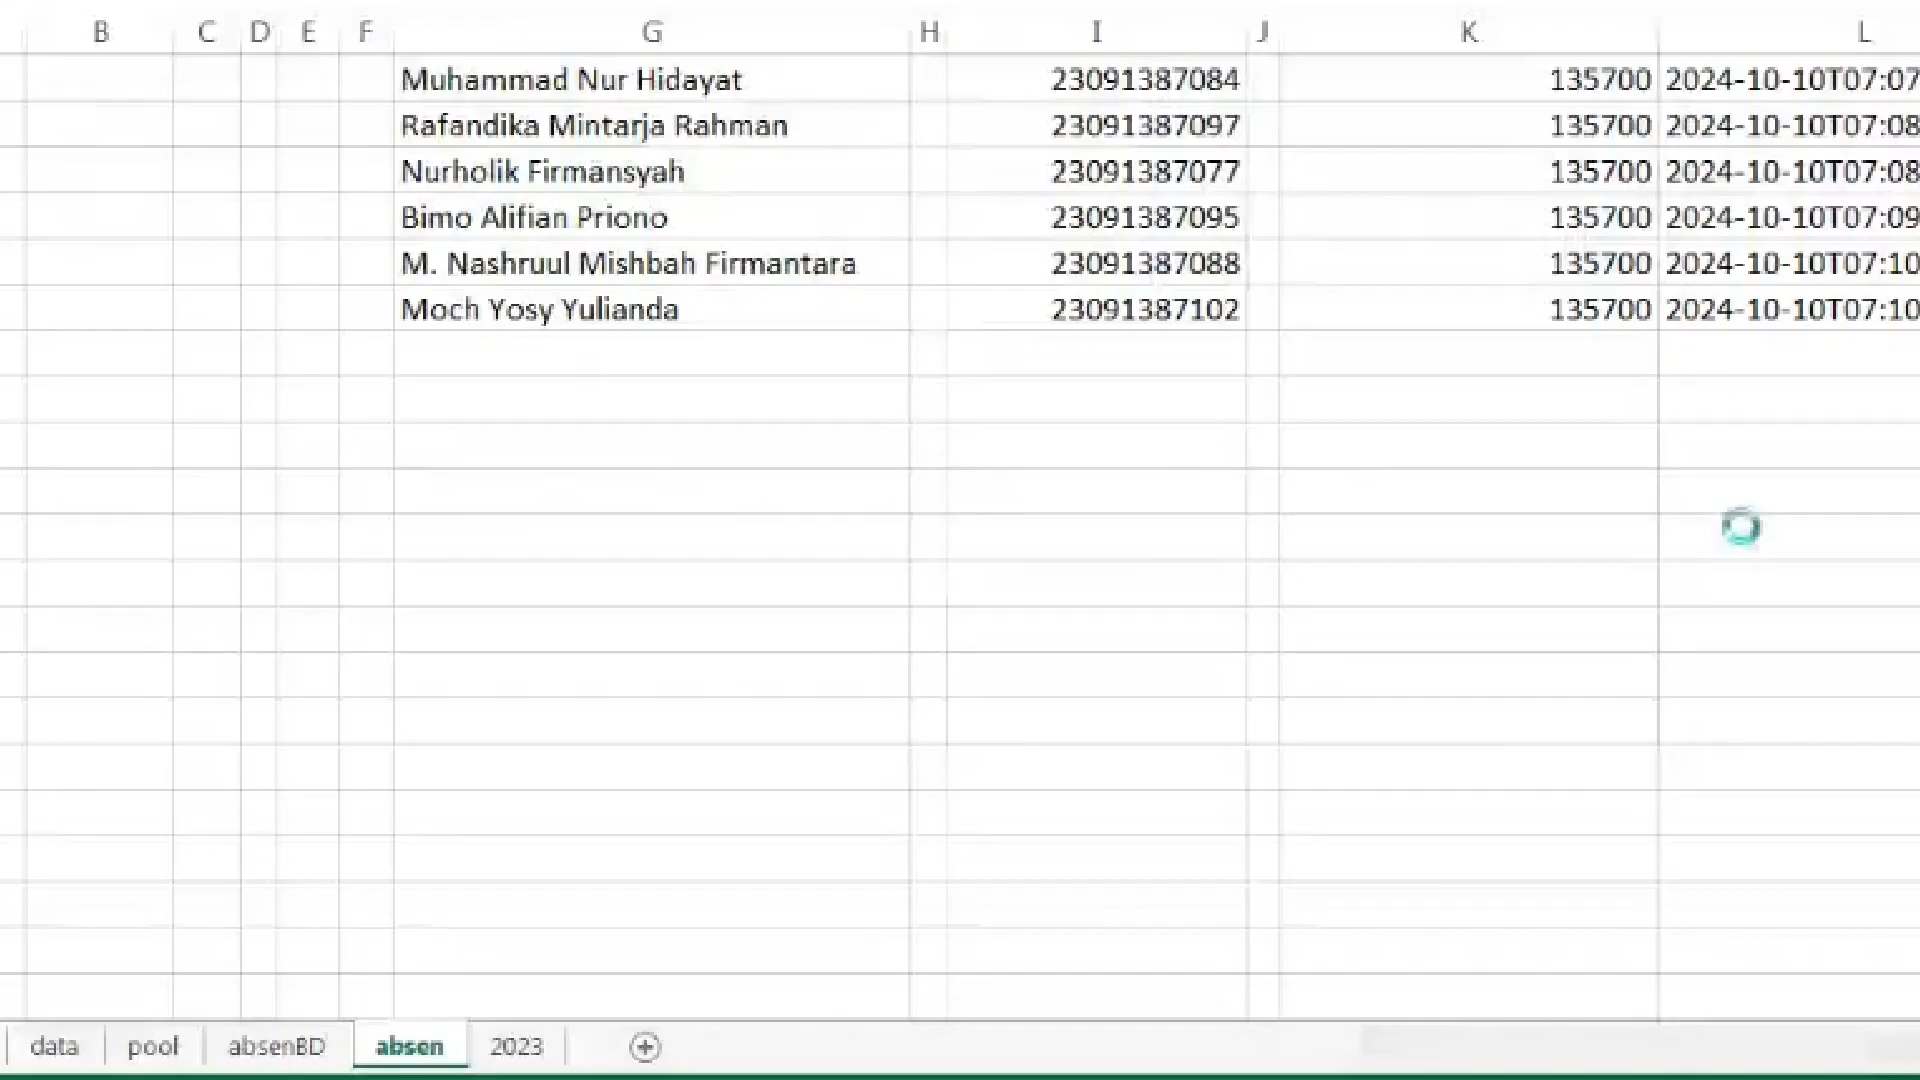 B C D E F G H I J K L
Muhammad Nur Hidayat 23091387084 135700 2024-10-10T07:07
Rafandika Mintarja Rahman 23091387097 135700 2024-10-10T07:08
Nurholik Firmansyah 23091387077 135700 2024-10-10T07:08
Bimo Alifian Priono 23091387095 135700 2024-10-10T07:09
M. Nashruul Mishbah Firmantara 23091387088 135700 2024-10-10T07:10
Moch Yosy Yulianda 23091387102 135700 2024-10-10T07:10
data pool absenBD absen 2023